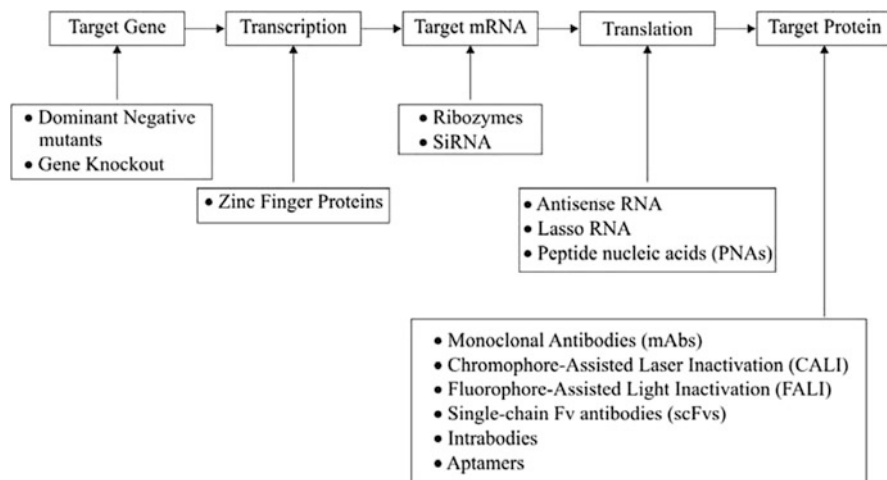 Target Gene
Transcription
Target mRNA
Translation
Target Protein
• Dominant Negative
mutants
• Gene Knockout
• Ribozymes
• SiRNA
• Zinc Finger Proteins
• Antisense RNA
• Lasso RNA
• Peptide nucleic acids (PNAs)
• Monoclonal Antibodies (mAbs)
• Chromophore-Assisted Laser Inactivation (CALI)
• Fluorophore-Assisted Light Inactivation (FALI)
• Single-chain Fv antibodies (scFvs)
• Intrabodies
• Aptamers